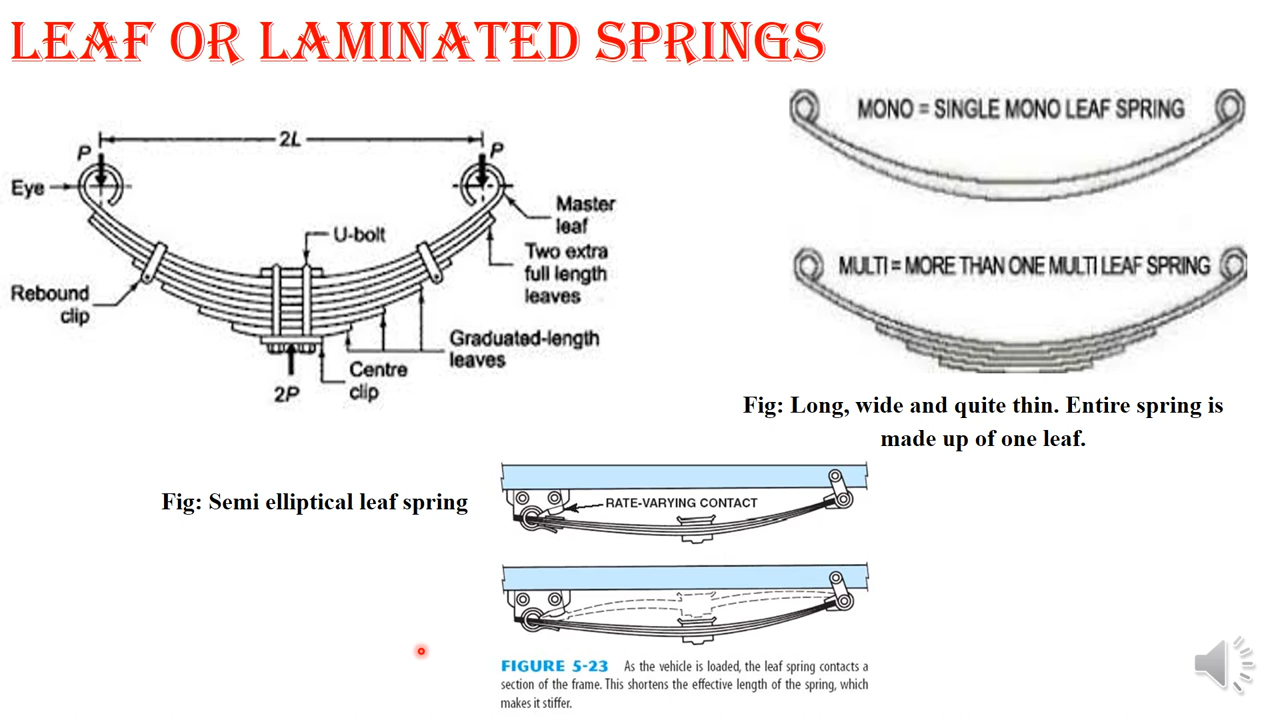 LEAF OR LAMINATED SPRINGS
2L
P
P
Eye
Master
leaf
U-bolt
Two extra
full length
leaves
Rebound
clip
Graduated-length
leaves
Centre
clip
2P
Fig: Semi elliptical leaf spring
MONO = SINGLE MONO LEAF SPRING
MULTI = MORE THAN ONE MULTI LEAF SPRING
Fig: Long, wide and quite thin. Entire spring is
made up of one leaf.
RATE-VARYING CONTACT
FIGURE 5-23 As the vehicle is loaded, the leaf spring contacts a
section of the frame. This shortens the effective length of the spring, which
makes it stiffer.